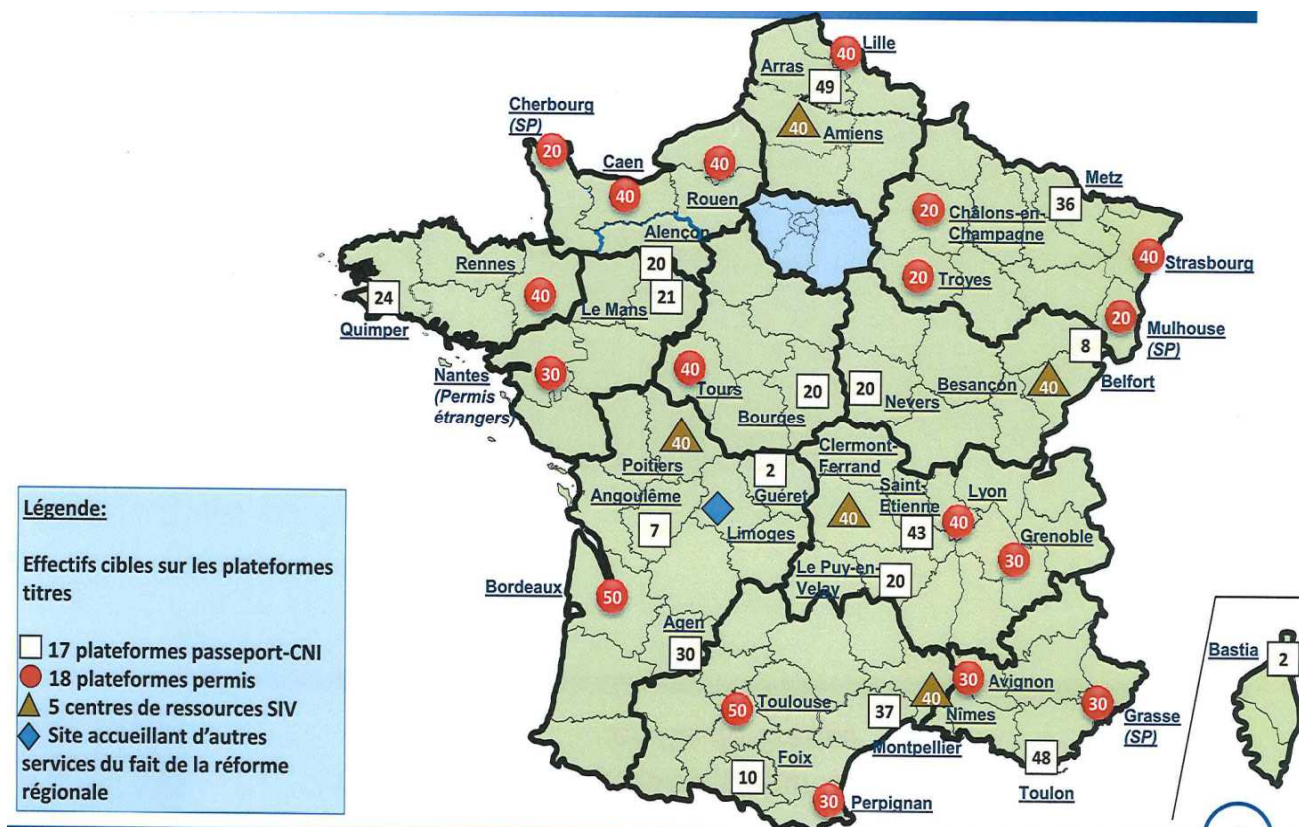 Lille
40
Arras
49
Cherbourg
(SP)
40
Amiens
20
Caen
40
40
Rouen
Metz
36
20
Châlons-en-
Champagne
Alençon
20
Rennes
40
Strasbourg
20
Troyes
24
40
21
Le Mans
20
Mulhouse
(SP)
Quimper
8
Belfort
Nantes
(Permis
étrangers)
30
40
Tours
20
Bourges
20
Nevers
Besançon
40
40
Poitiers
Clermont-
Ferrand
2
Guéret
Saint-
Etienne
Lyon
Angoulême
7
Limoges
40
43
40
Grenoble
30
Le Puy-en-
Velay
20
Bordeaux
50
Agen
30
Toulouse
50
30
Avignon
40
Nîmes
30
Grasse
(SP)
37
Montpellier
Foix
10
48
Toulon
30
Perpignan
Bastia
2
Légende:
Effectifs cibles sur les plateformes
titres
17 plateformes passeport-CNI
18 plateformes permis
5 centres de ressources SIV
Site accueillant d'autres
services du fait de la réforme
régionale